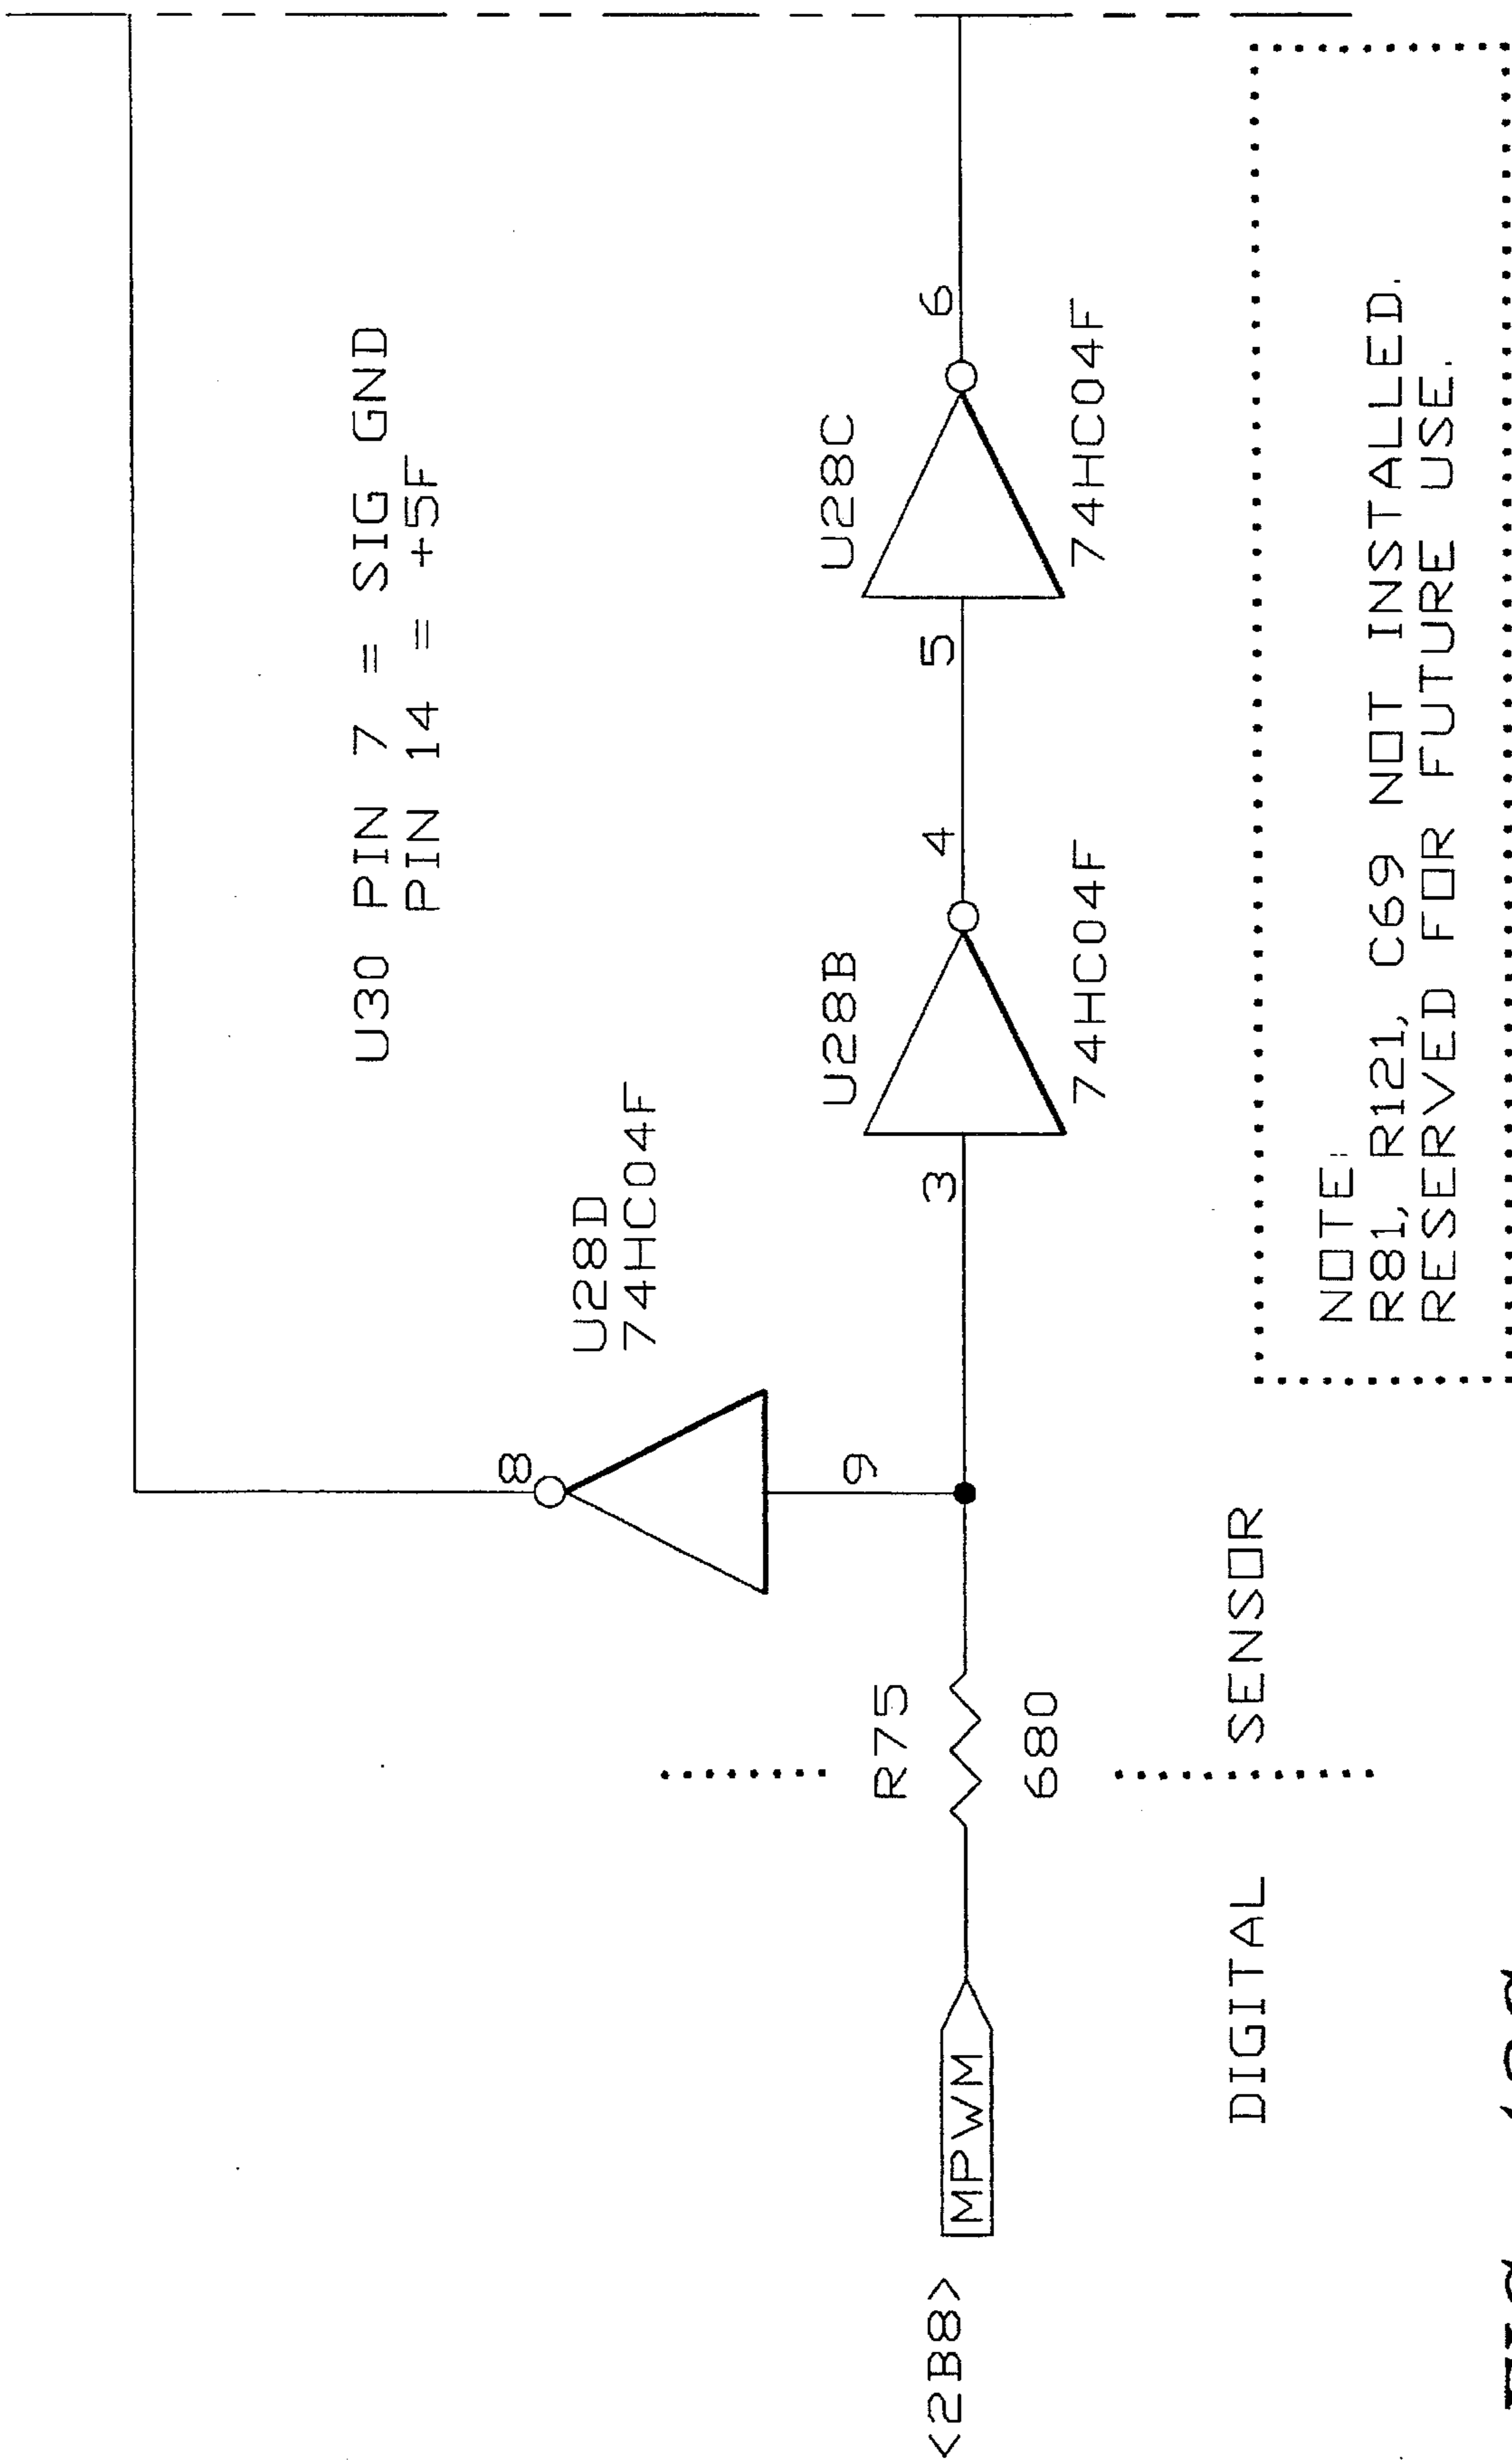 U30 PIN 7 = SIG GND
PIN 14 = +5F
U28D
74HC04F
8
9
<2B8>
MPWM
R75
680
3
U28B
74HC04F
4
5
U28C
74HC04F
6
DIGITAL
SENSOR
NOTE:
R81, R121, C69 NOT INSTALLED.
RESERVED FOR FUTURE USE.